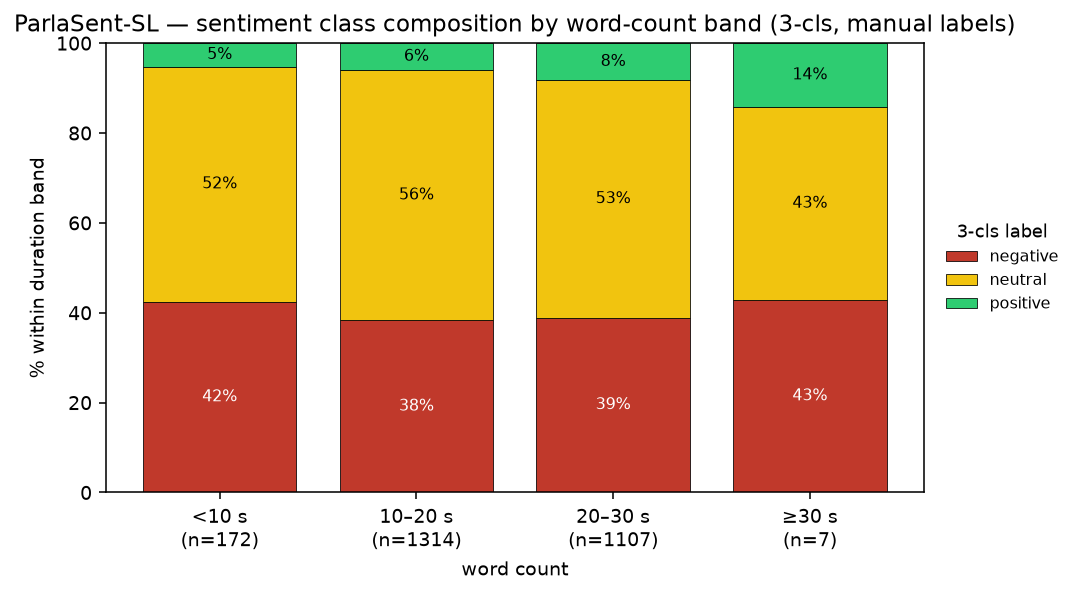 ParlaSent-SL — sentiment class composition by word-count band (3-cls, manual labels)
% within duration band
100
80
60
40
20
0
5%
52%
42%
6%
56%
38%
8%
53%
39%
14%
43%
43%
<10 s
(n=172)
10–20 s
(n=1314)
20–30 s
(n=1107)
≥30 s
(n=7)
word count
3-cls label
negative
neutral
positive